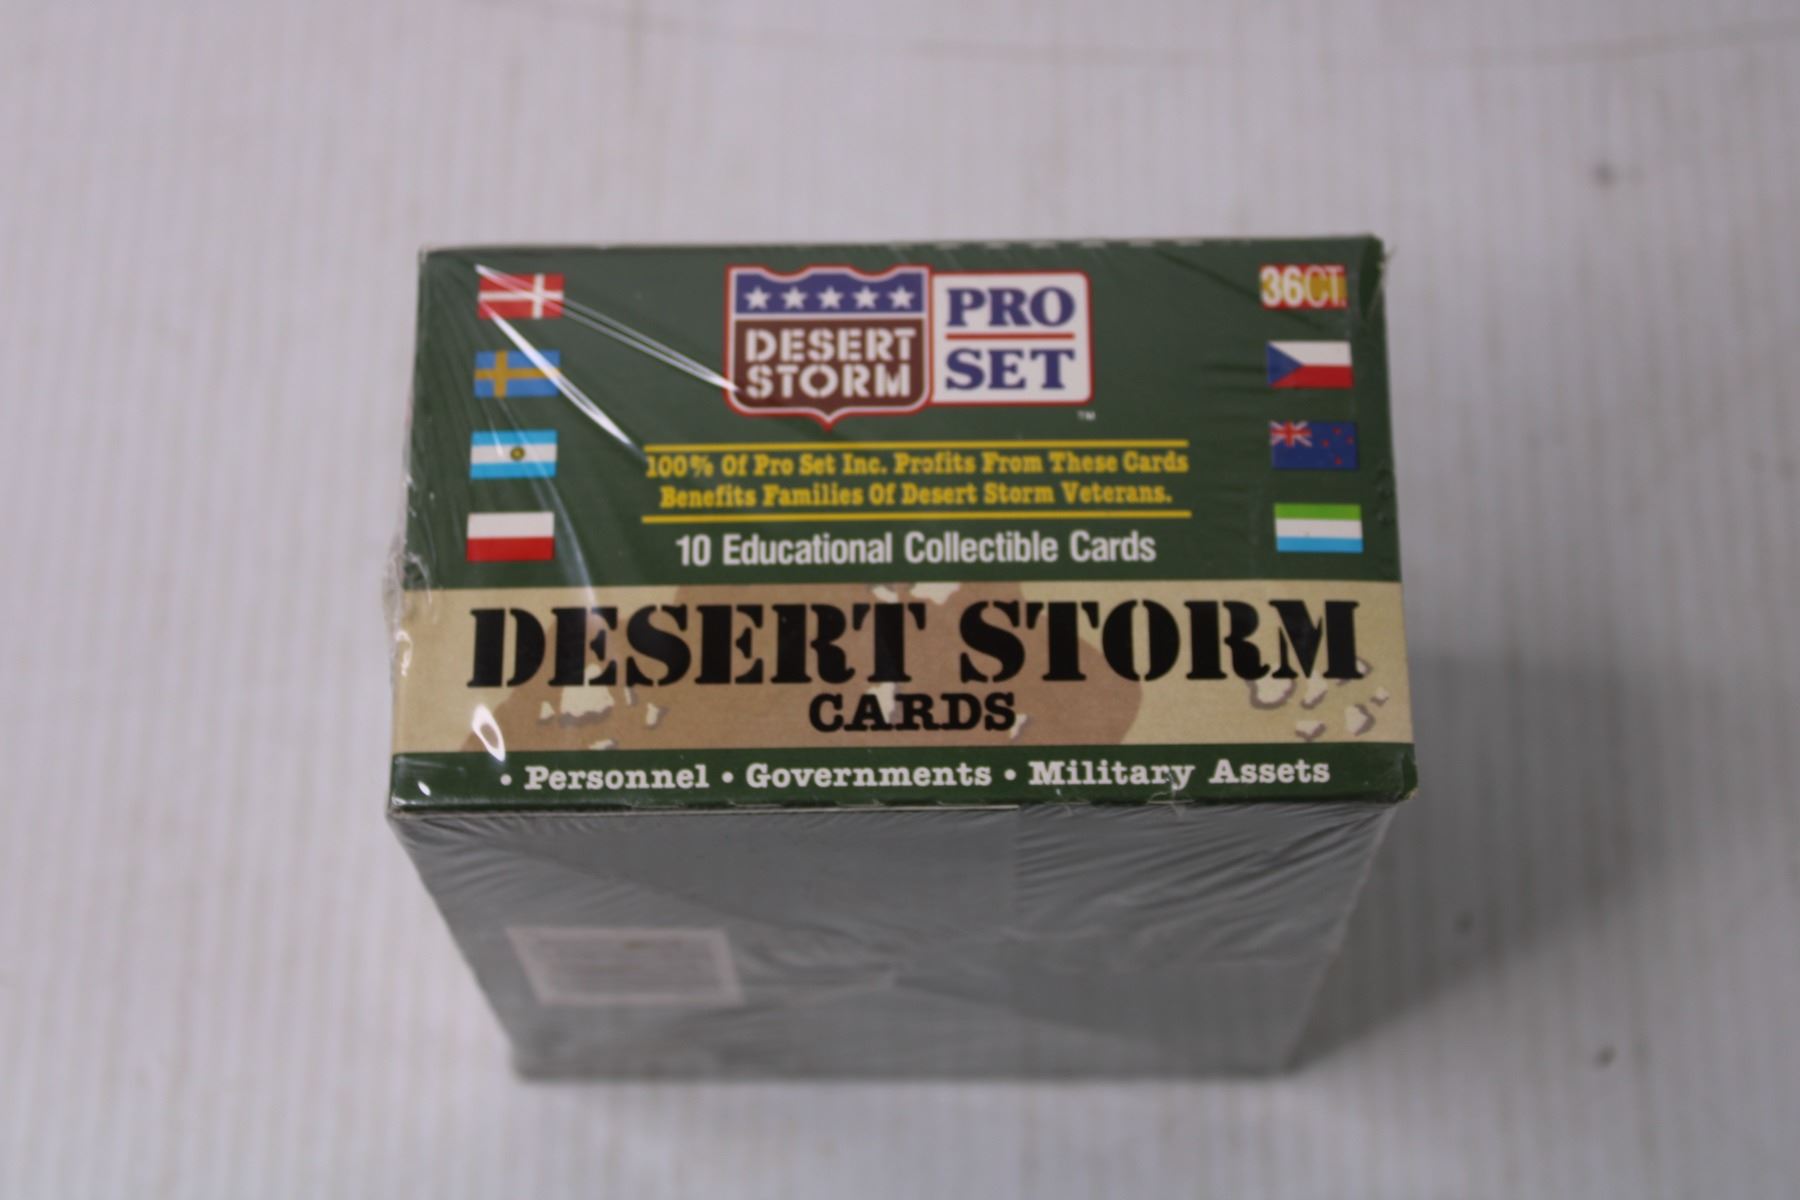 DESERT
STORM
PRO
SET
™
36CT.
100% Of Pro Set Inc. Profits From These Cards
Benefits Families Of Desert Storm Veterans.
10 Educational Collectible Cards
DESERT STORM
CARDS
• Personnel • Governments • Military Assets